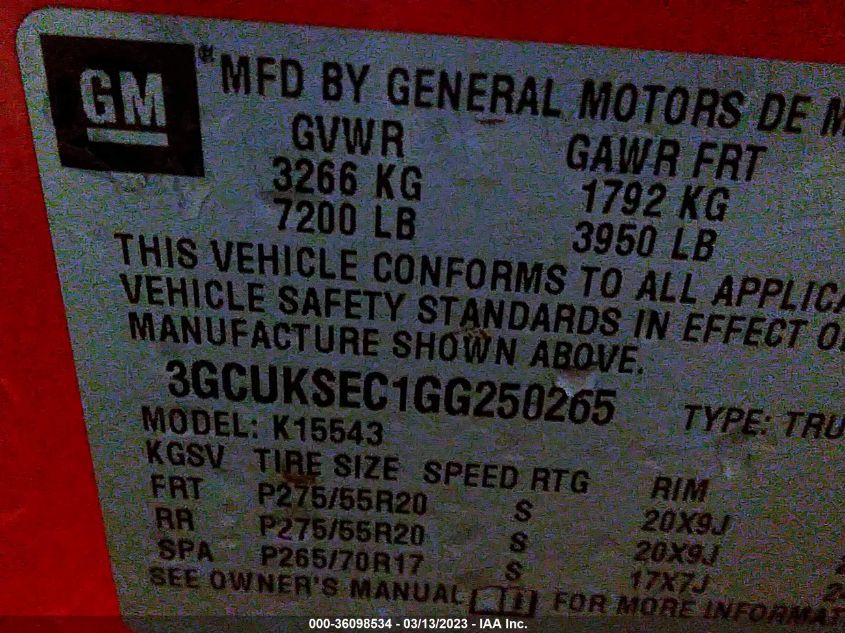 GM ® MFD BY GENERAL MOTORS DE M
GVWR GAWR FRT
3266 KG 1792 KG
7200 LB 3950 LB
THIS VEHICLE CONFORMS TO ALL APPLICA
VEHICLE SAFETY STANDARDS IN EFFECT O
MANUFACTURE SHOWN ABOVE.
3GCUKSEC1GG250265 TYPE: TRU
MODEL: K15543
KGSV TIRE SIZE SPEED RTG RIM
FRT P275/55R20 S 20X9J
RR P275/55R20 S 20X9J
SPA P265/70R17 S 17X7J
SEE OWNER'S MANUAL FOR MORE INFORMAT
000-36098534 - 03/13/2023 - IAA Inc.